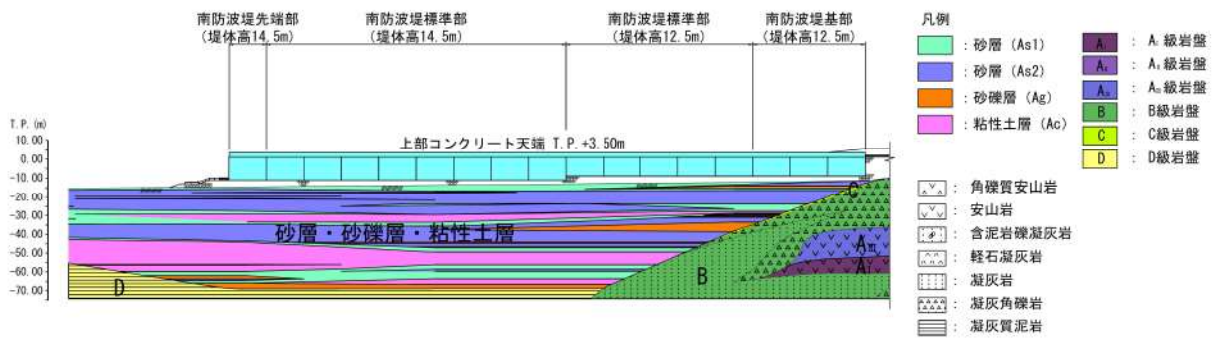 南防波堤先端部
(堤体高14.5m)
南防波堤標準部
(堤体高14.5m)
南防波堤標準部
(堤体高12.5m)
南防波堤基部
(堤体高12.5m)
T.P.(m)
10.00
0.00
-10.00
-20.00
-30.00
-40.00
-50.00
-60.00
-70.00
上部コンクリート天端 T.P.+3.50m
砂層・砂礫層・粘性土層
D
B
C
Am
凡例
：砂層 (As1)
：砂層 (As2)
：砂礫層 (Ag)
：粘性土層 (Ac)
： 級岩盤
： 級岩盤
Am ： Am級岩盤
B ： B級岩盤
C ： C級岩盤
D ： D級岩盤
： 角礫質安山岩
： 安山岩
： 含泥岩礫凝灰岩
： 軽石凝灰岩
： 凝灰岩
： 凝灰角礫岩
： 凝灰質泥岩